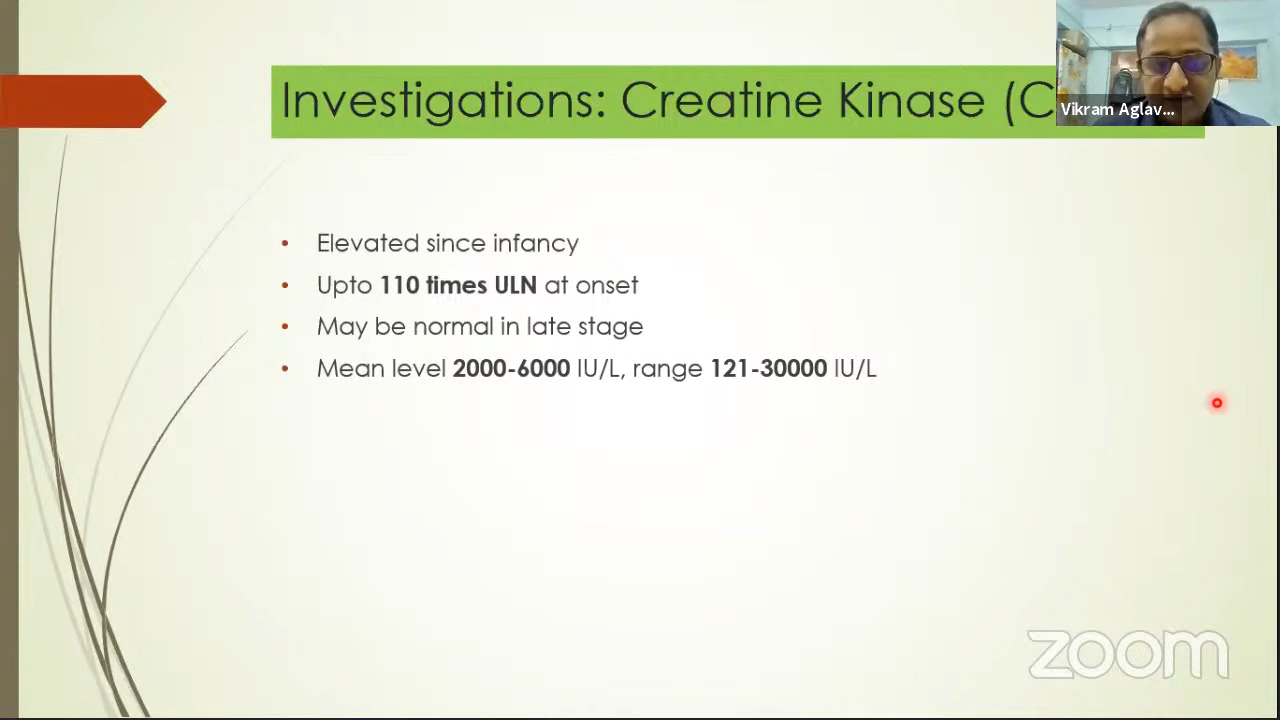 Investigations: Creatine Kinase (C
Vikram Aglav...
• Elevated since infancy
• Upto 110 times ULN at onset
• May be normal in late stage
• Mean level 2000-6000 IU/L, range 121-30000 IU/L
zoom